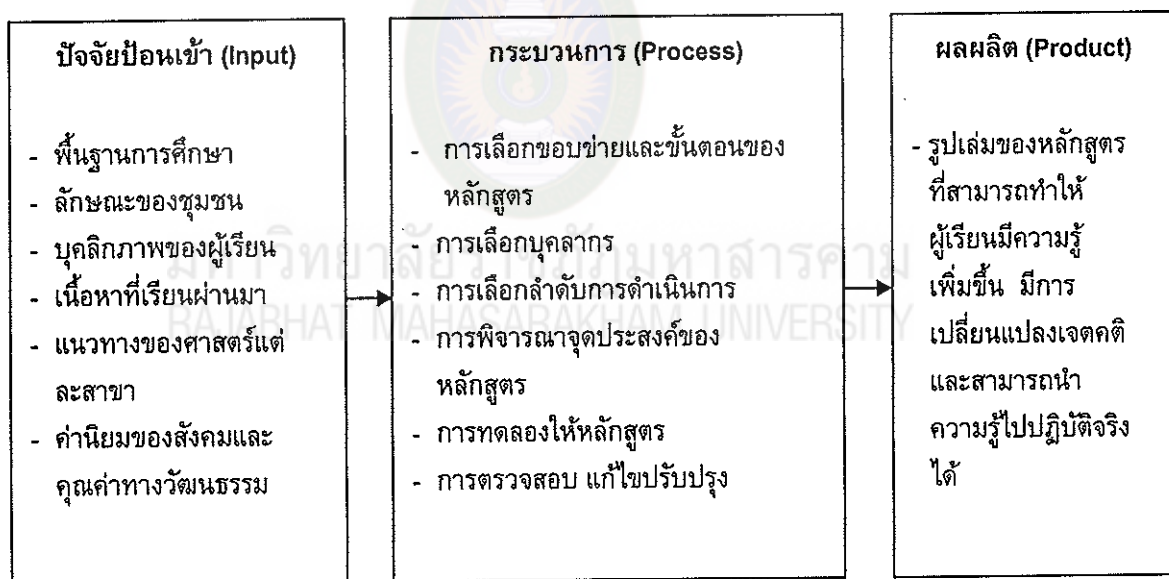 ปัจจัยป้อนเข้า (Input)
- พื้นฐานการศึกษา
- ลักษณะของชุมชน
- บุคลิกภาพของผู้เรียน
- เนื้อหาที่เรียนผ่านมา
- แนวทางของศาสตร์แต่
ละสาขา
- ค่านิยมของสังคมและ
คุณค่าทางวัฒนธรรม
กระบวนการ (Process)
- การเลือกขอบข่ายและขั้นตอนของ
หลักสูตร
- การเลือกบุคลากร
- การเลือกลำดับการดำเนินการ
- การพิจารณาจุดประสงค์ของ
หลักสูตร
- การทดลองให้หลักสูตร
- การตรวจสอบ แก้ไขปรับปรุง
ผลผลิต (Product)
- รูปเล่มของหลักสูตร
ที่สามารถทำให้
ผู้เรียนมีความรู้
เพิ่มขึ้น มีการ
เปลี่ยนแปลงเจตคติ
และสามารถนำ
ความรู้ไปปฏิบัติจริง
ได้
มหาวิทยาลัยราชภัฏมหาสารคาม
RAJABHAT MAHASARAKHAM UNIVERSITY